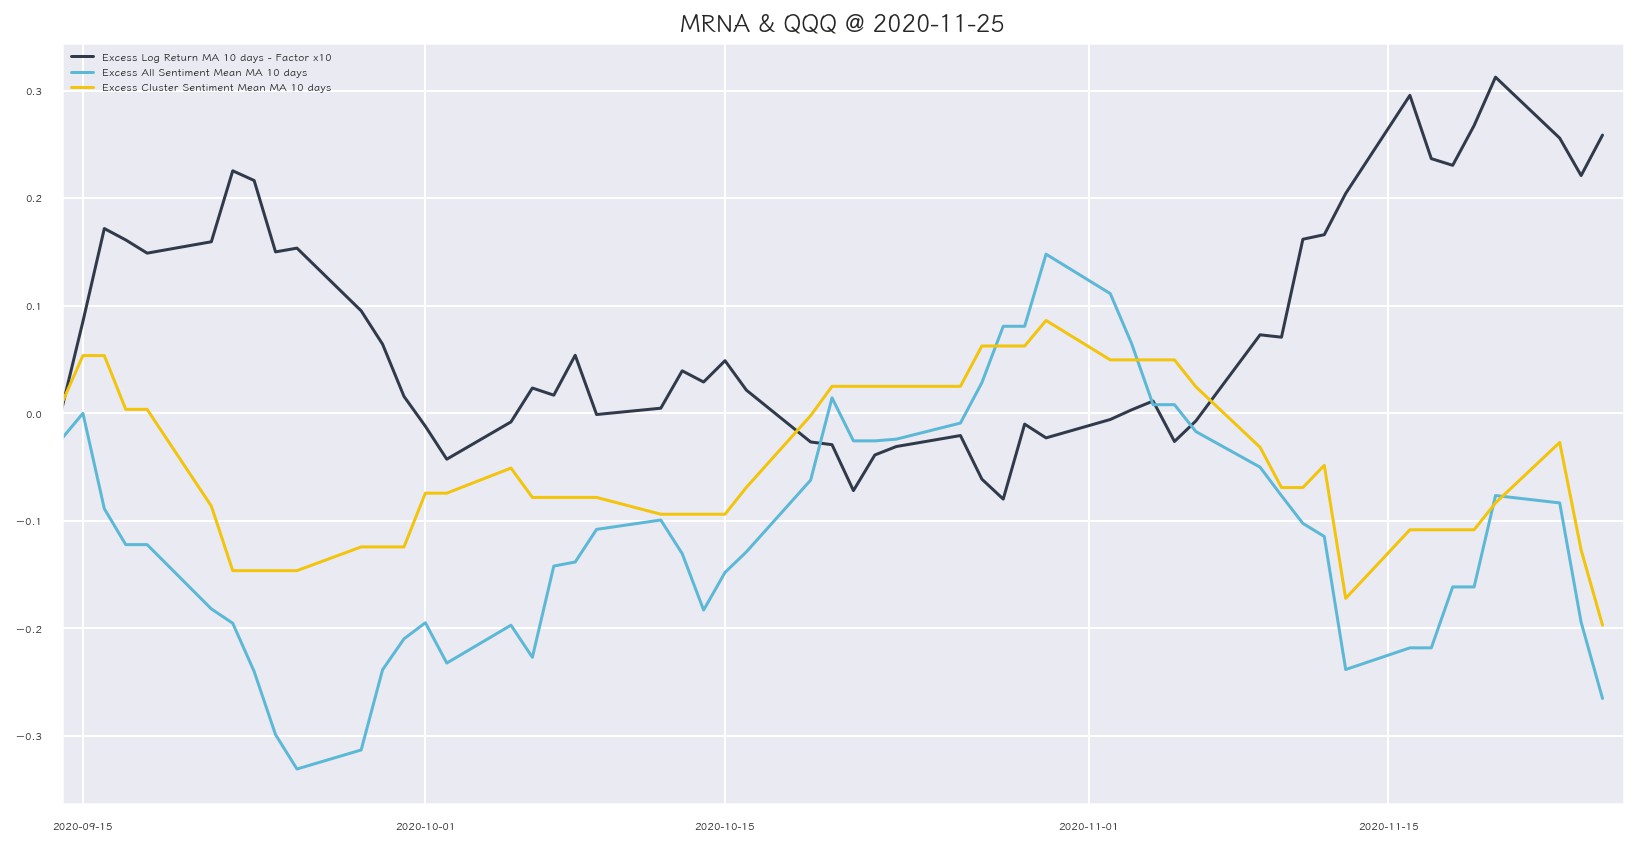 MRNA & QQQ @ 2020-11-25
Excess Log Return MA 10 days - Factor x10
Excess All Sentiment Mean MA 10 days
Excess Cluster Sentiment Mean MA 10 days
0.3
0.2
0.1
0.0
−0.1
−0.2
−0.3
2020-09-15 2020-10-01 2020-10-15 2020-11-01 2020-11-15